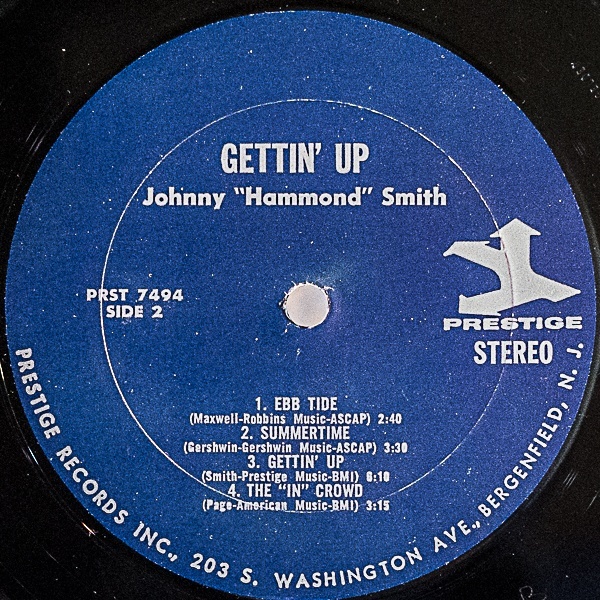 GETTIN' UP
Johnny "Hammond" Smith
PRST 7494
SIDE 2
PRESTIGE
STEREO
1. EBB TIDE
(Maxwell-Robbins Music-ASCAP) 2:40
2. SUMMERTIME
(Gershwin-Gershwin Music-ASCAP) 3:30
3. GETTIN' UP
(Smith-Prestige Music-BMI) 6:10
4. THE "IN" CROWD
(Page-American Music-BMI) 3:15
PRESTIGE RECORDS INC., 203 S. WASHINGTON AVE., BERGENFIELD, N. J.